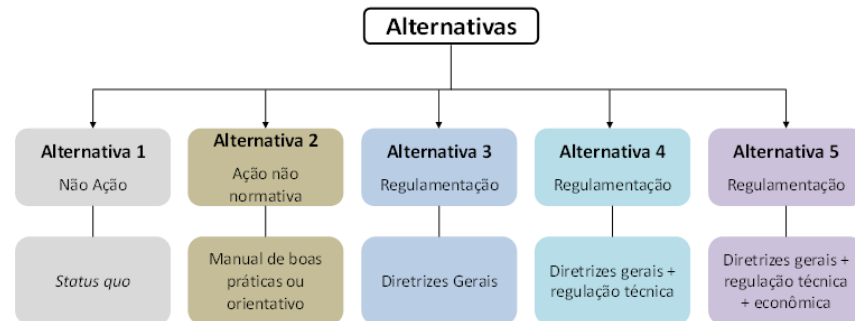 Alternativas
Alternativa 1
Não Ação
Alternativa 2
Ação não
normativa
Alternativa 3
Regulamentação
Alternativa 4
Regulamentação
Alternativa 5
Regulamentação
Status quo
Manual de boas
práticas ou
orientativo
Diretrizes Gerais
Diretrizes gerais +
regulação técnica
Diretrizes gerais +
regulação técnica
+ econômica